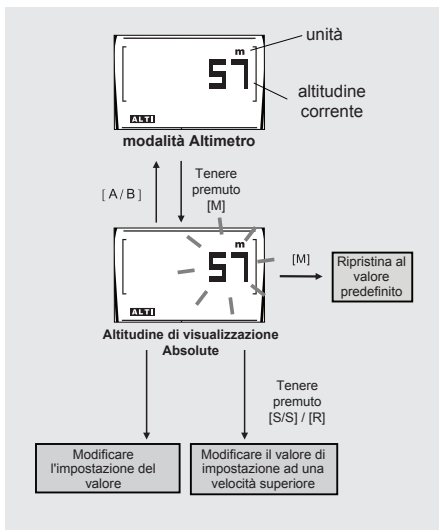 unità
m
57
altitudine
corrente
ALTI
modalità Altimetro
[ A / B ]
Tenere
premuto
[M]
m
57
[M]
Ripristina al
valore
predefinito
ALTI
Altitudine di visualizzazione
Absolute
Tenere
premuto
[S/S] / [R]
Modificare
l'impostazione del
valore
Modificare il valore di
impostazione ad una
velocità superiore